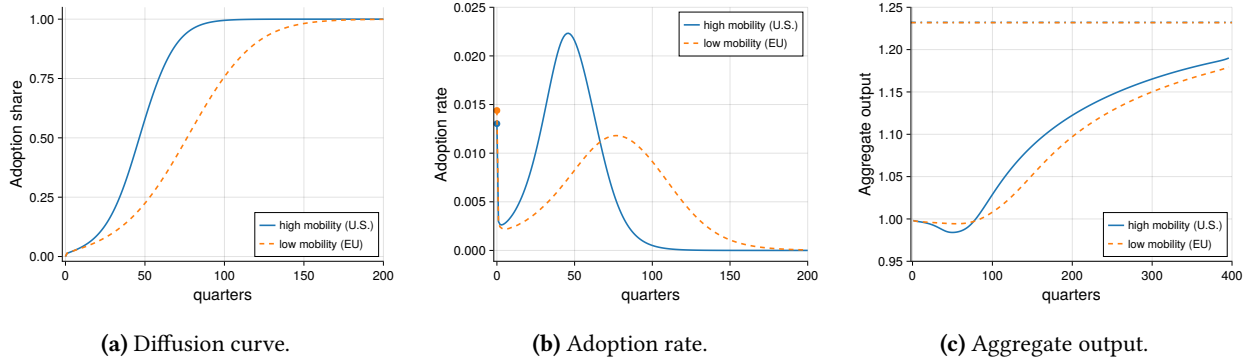 Adoption share
1.00
0.75
0.50
0.25
0.00
high mobility (U.S.)
low mobility (EU)
0 50 100 150 200
quarters
(a) Diffusion curve.
Adoption rate
0.025
0.020
0.015
0.010
0.005
0.000
high mobility (U.S.)
low mobility (EU)
0 50 100 150 200
quarters
(b) Adoption rate.
Aggregate output
1.25
1.20
1.15
1.10
1.05
1.00
0.95
high mobility (U.S.)
low mobility (EU)
0 100 200 300 400
quarters
(c) Aggregate output.